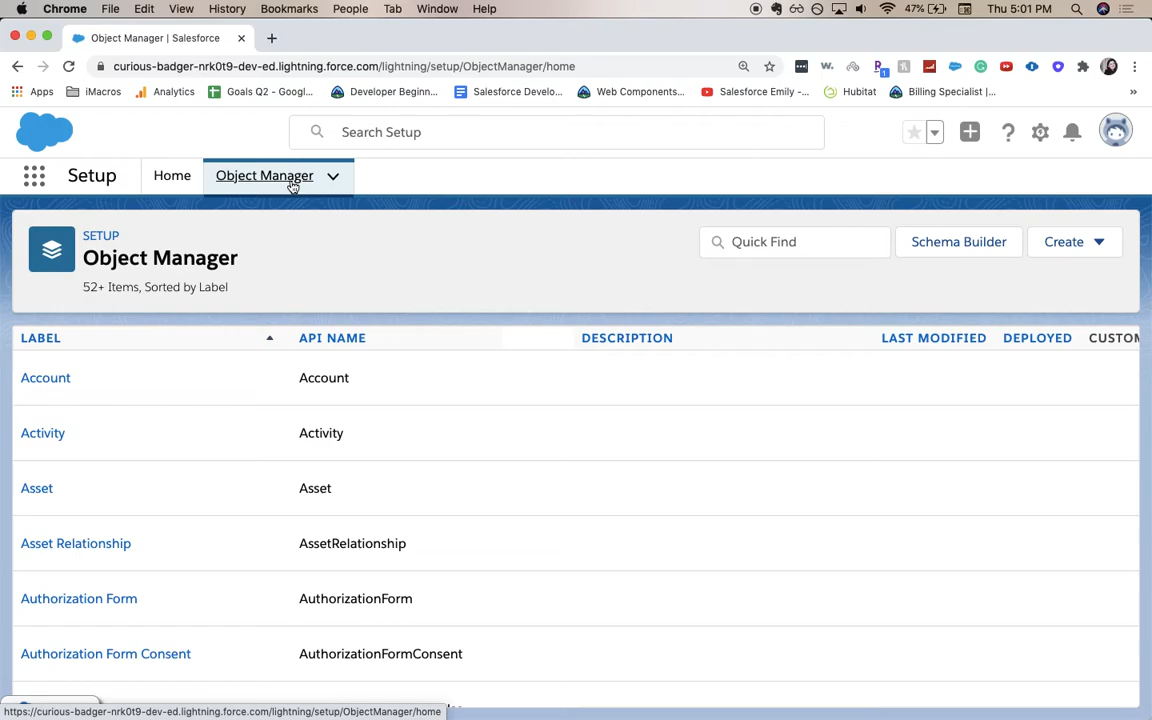 Chrome File Edit View History Bookmarks People Tab Window Help 47% Thu 5:01 PM
Object Manager | Salesforce
curious-badger-nrk0t9-dev-ed.lightning.force.com/lightning/setup/ObjectManager/home
Apps iMacros Analytics Goals Q2 - Googl... Developer Beginn... Salesforce Develo... Web Components... Salesforce Emily -... Hubitat Billing Specialist |... »
Search Setup
Setup Home Object Manager
SETUP
Object Manager
52+ Items, Sorted by Label
Quick Find
Schema Builder
Create
LABEL API NAME DESCRIPTION LAST MODIFIED DEPLOYED CUSTOM
Account Account
Activity Activity
Asset Asset
Asset Relationship AssetRelationship
Authorization Form AuthorizationForm
Authorization Form Consent AuthorizationFormConsent
https://curious-badger-nrk0t9-dev-ed.lightning.force.com/lightning/setup/ObjectManager/home